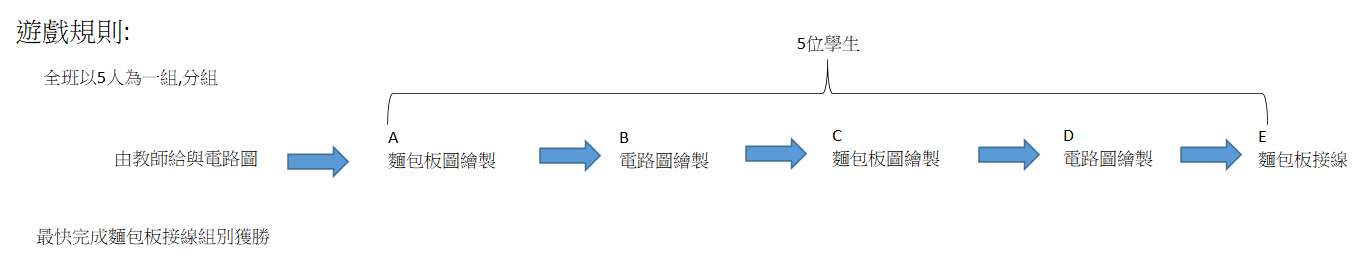 遊戲規則:
5位學生
全班以5人為一組,分組
由教師給與電路圖
A
麵包板圖繪製
B
電路圖繪製
C
麵包板圖繪製
D
電路圖繪製
E
麵包板接線
最快完成麵包板接線組別獲勝